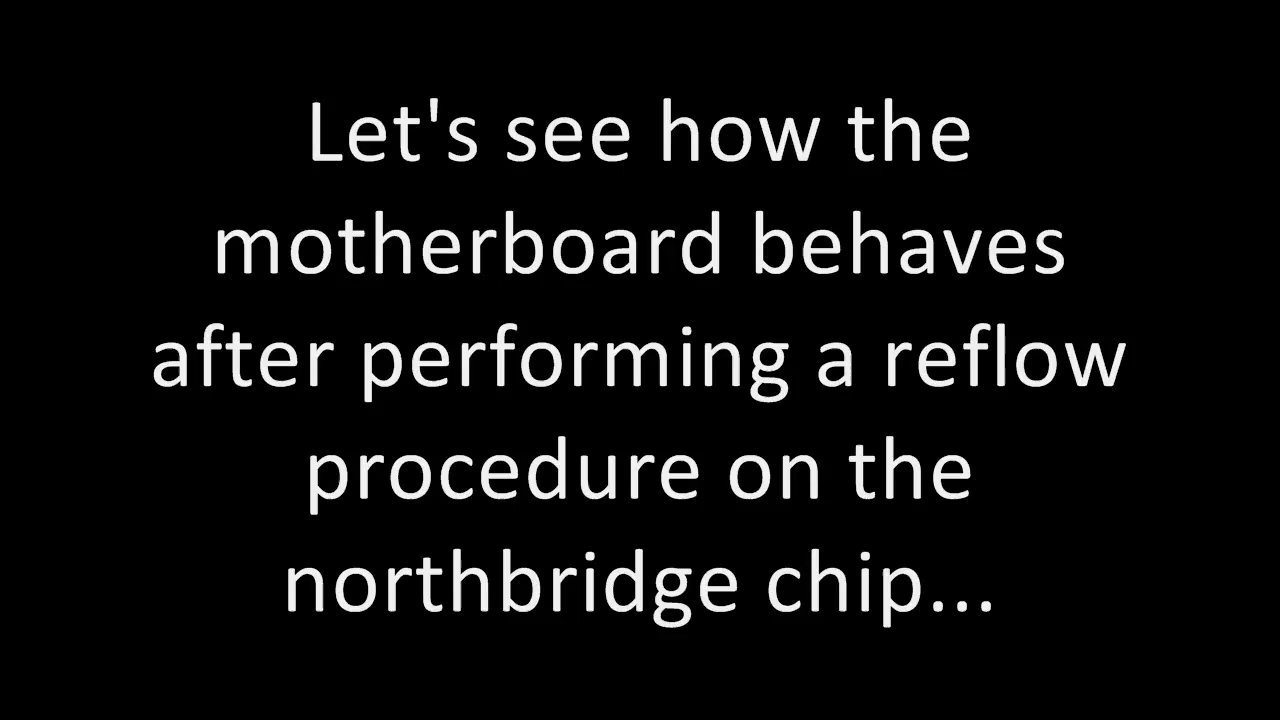 Let's see how the
motherboard behaves
after performing a reflow
procedure on the
northbridge chip...